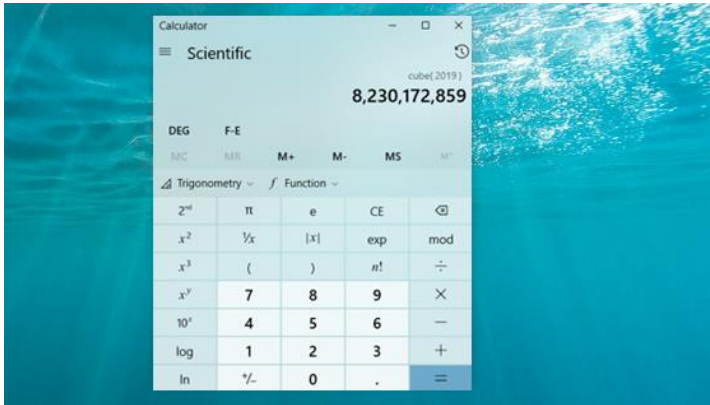 Calculator
Scientific
cube( 2019 )
8,230,172,859
DEG F-E
MC MR M+ M- MS M˅
Trigonometry f Function
2ⁿᵈ π e CE
x² ¹/x |x| exp mod
x³ ( ) n! ÷
xʸ 7 8 9 ×
10ˣ 4 5 6 −
log 1 2 3 +
ln +/− 0 . =